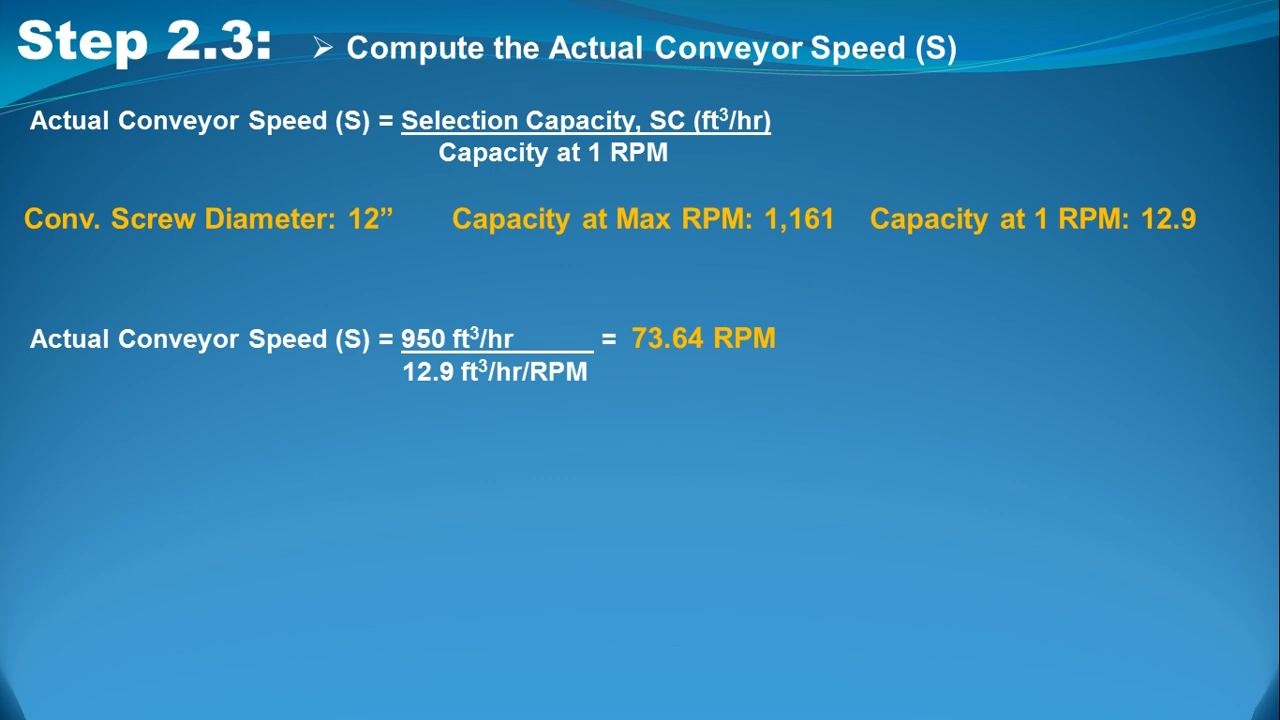 Step 2.3: ➢ Compute the Actual Conveyor Speed (S)
Actual Conveyor Speed (S) = Selection Capacity, SC (ft³/hr)
Capacity at 1 RPM
Conv. Screw Diameter: 12” Capacity at Max RPM: 1,161 Capacity at 1 RPM: 12.9
Actual Conveyor Speed (S) = 950 ft³/hr = 73.64 RPM
12.9 ft³/hr/RPM